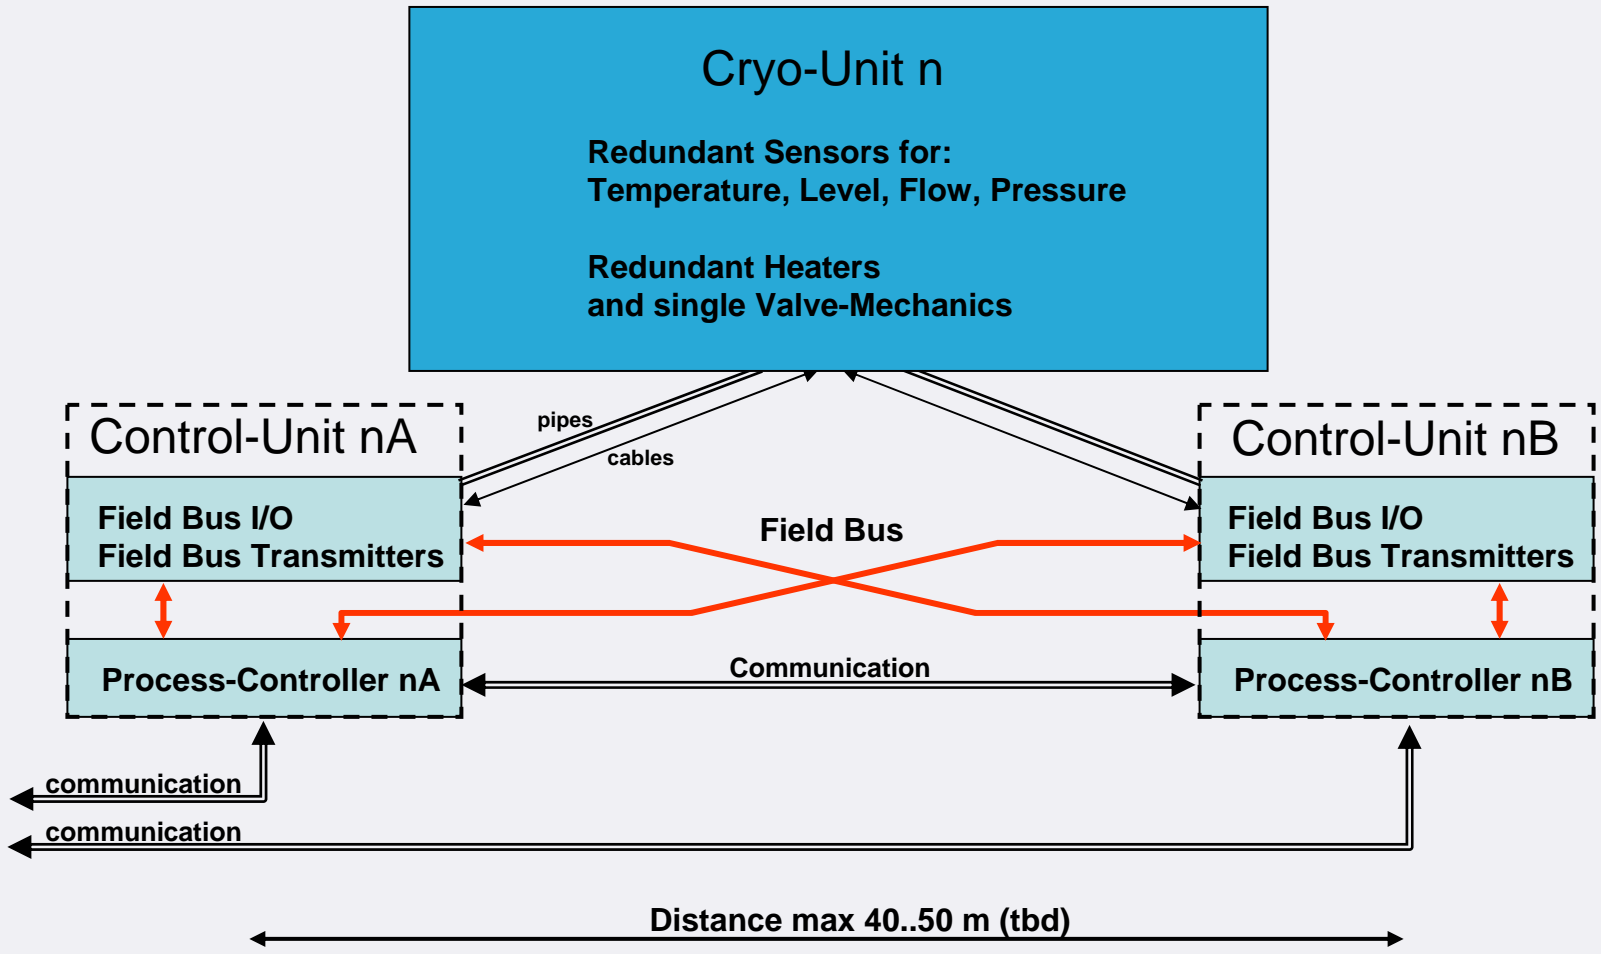 Cryo-Unit n
Redundant Sensors for:
Temperature, Level, Flow, Pressure
Redundant Heaters
and single Valve-Mechanics
pipes
cables
Control-Unit nA
Field Bus I/O
Field Bus Transmitters
Process-Controller nA
Field Bus
Communication
Control-Unit nB
Field Bus I/O
Field Bus Transmitters
Process-Controller nB
communication
communication
Distance max 40..50 m (tbd)